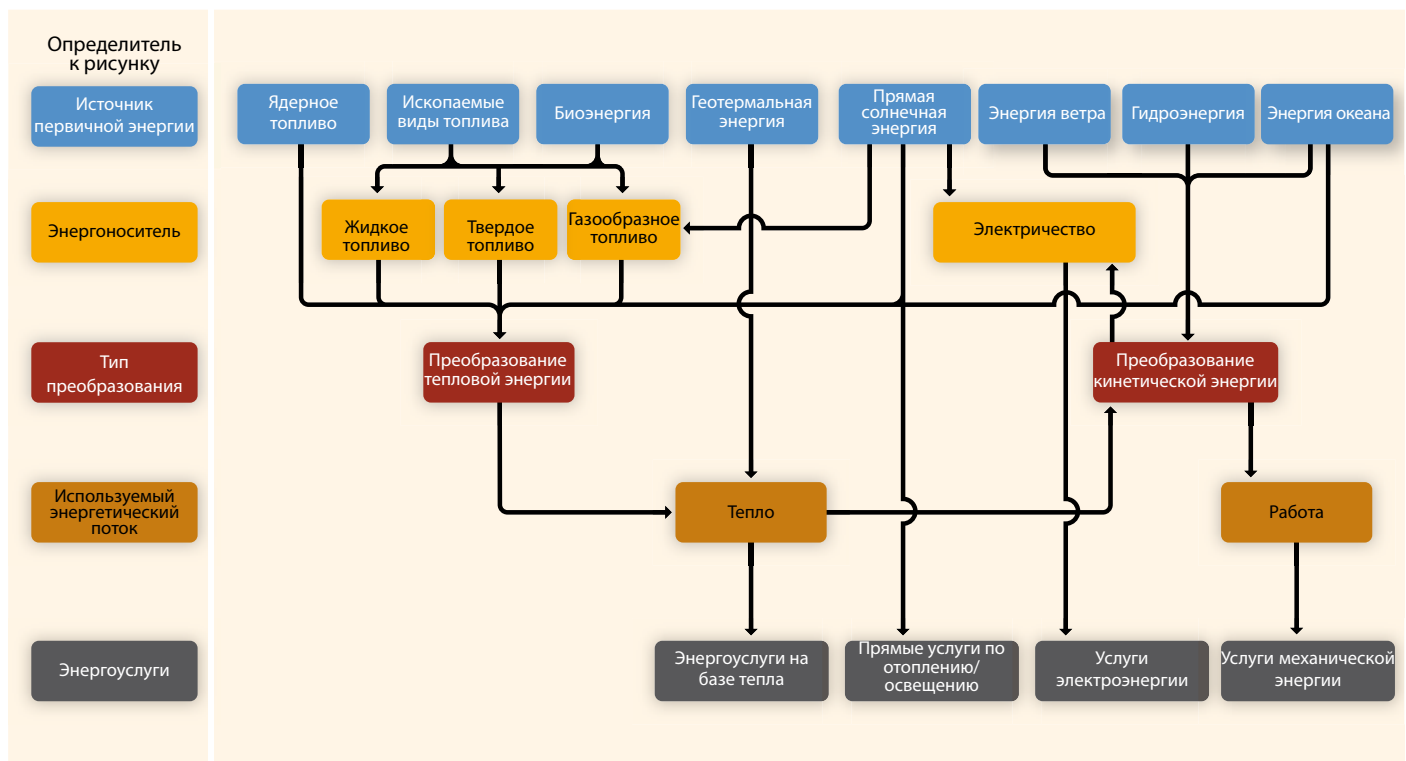 Определитель
к рисунку
Источник
первичной энергии
Ядерное
топливо
Ископаемые
виды топлива
Биоэнергия
Геотермальная
энергия
Прямая
солнечная
энергия
Энергия ветра
Гидроэнергия
Энергия океана
Энергоноситель
Жидкое
топливо
Твердое
топливо
Газообразное
топливо
Электричество
Тип
преобразования
Преобразование
тепловой энергии
Преобразование
кинетической энергии
Используемый
энергетический
поток
Тепло
Работа
Энергоуслуги
Энергоуслуги на
базе тепла
Прямые услуги по
отоплению/
освещению
Услуги
электроэнергии
Услуги механической
энергии